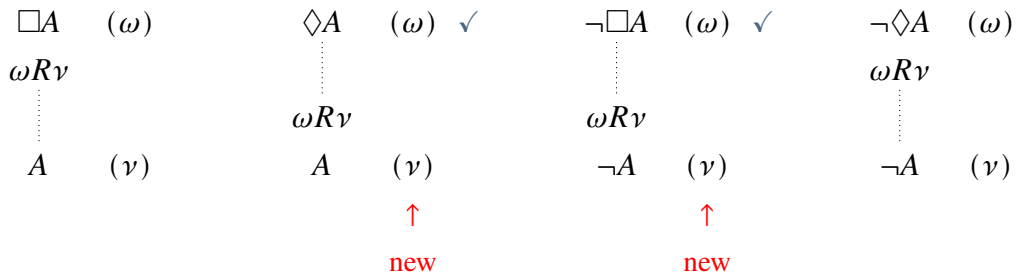 □A (ω) ◇A (ω) ✓ ¬□A (ω) ✓ ¬◇A (ω)
ωRν ωRν
ωRν ωRν
A (ν) A (ν) ¬A (ν) ¬A (ν)
↑ ↑
new new